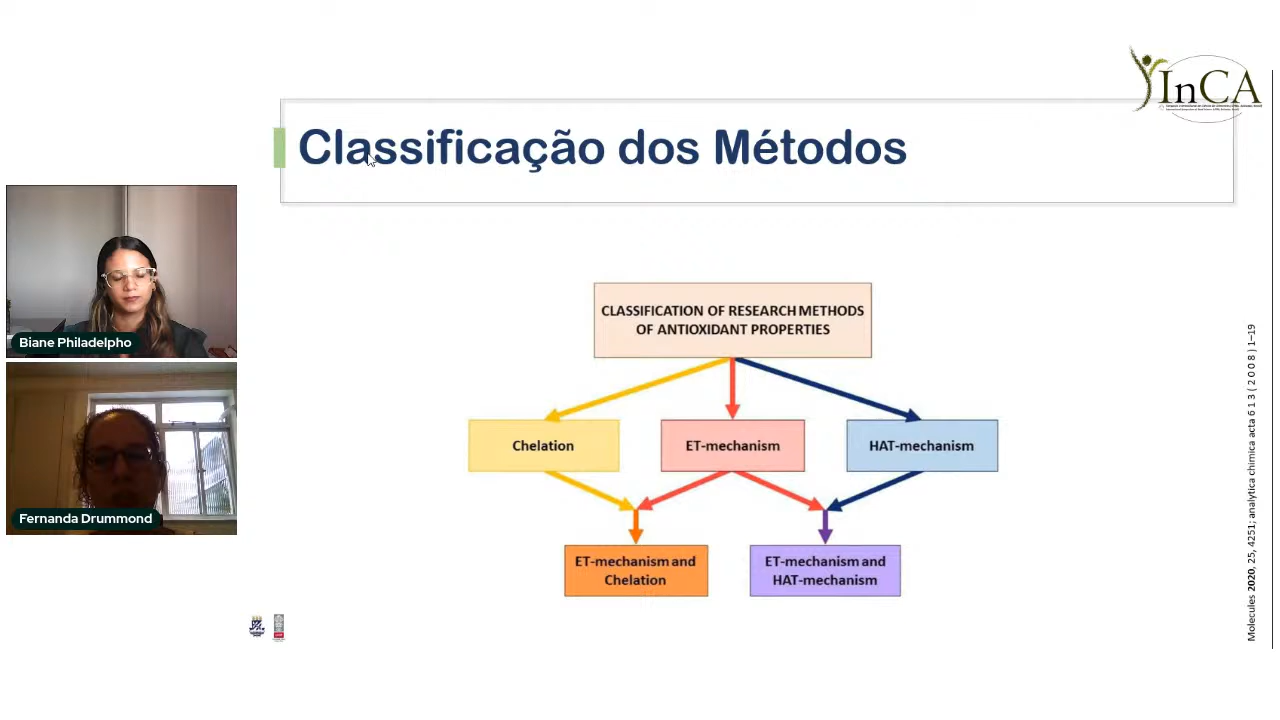 InCA
Classificação dos Métodos
Biane Philadelpho
Fernanda Drummond
CLASSIFICATION OF RESEARCH METHODS
OF ANTIOXIDANT PROPERTIES
Chelation
ET-mechanism
HAT-mechanism
ET-mechanism and
Chelation
ET-mechanism and
HAT-mechanism
Molecules 2020, 25, 4251; analytica chimica acta 6 1 3 ( 2 0 0 8 ) 1–19